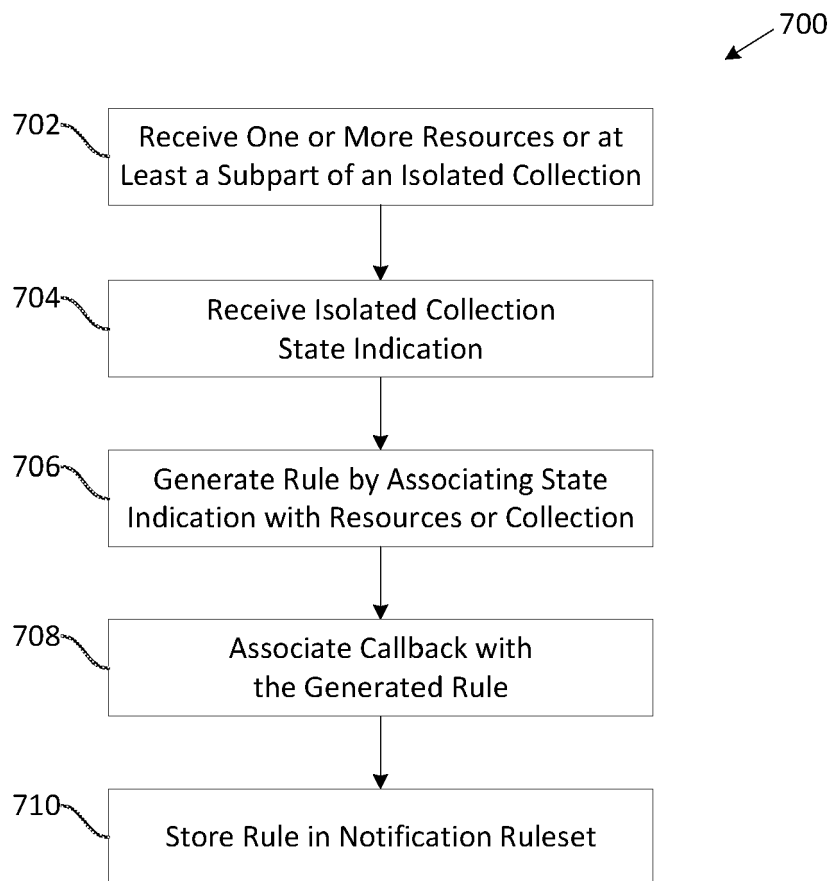 700
702
Receive One or More Resources or at
Least a Subpart of an Isolated Collection
704
Receive Isolated Collection
State Indication
706
Generate Rule by Associating State
Indication with Resources or Collection
708
Associate Callback with
the Generated Rule
710
Store Rule in Notification Ruleset